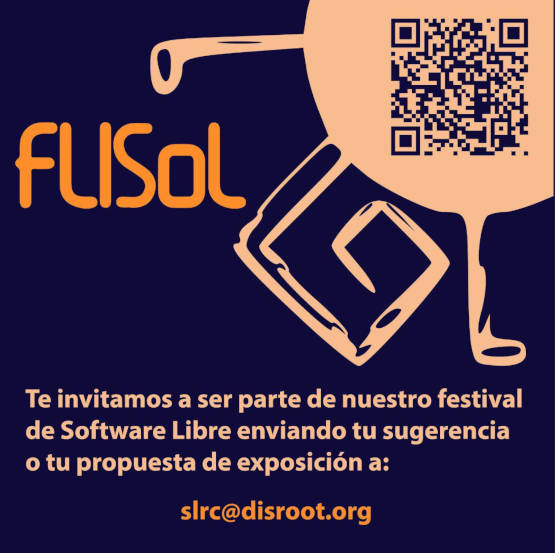 FLISoL
Te invitamos a ser parte de nuestro festival
de Software Libre enviando tu sugerencia
o tu propuesta de exposición a:
slrc@disroot.org